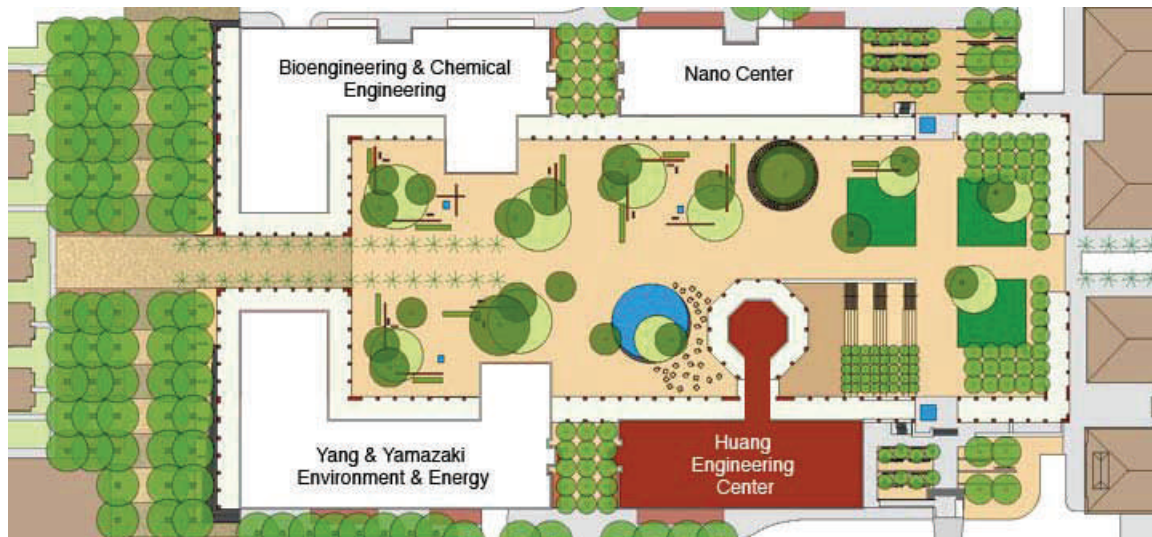 Bioengineering & Chemical
Engineering
Nano Center
Yang & Yamazaki
Environment & Energy
Huang
Engineering
Center